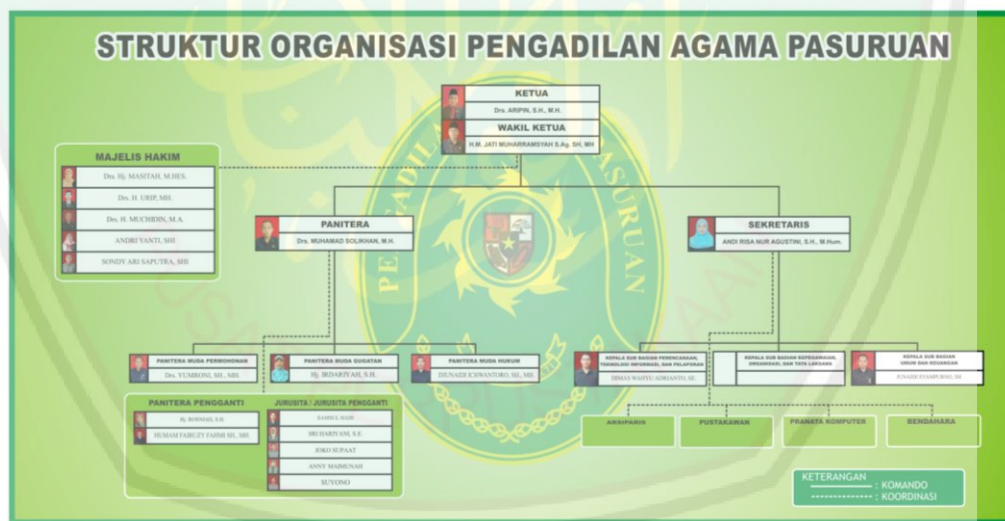 STRUKTUR ORGANISASI PENGADILAN AGAMA PASURUAN
KETUA
Drs. ARIPIN, S.H., M.H.
WAKIL KETUA
H.M. JATI MUHARRAMSYAH S.Ag. SH, MH
MAJELIS HAKIM
Drs. Hj. MASITAH, M.HES.
Drs. H. URIP, MH.
Drs. H. MUCHIDIN, M.A.
ANDRI YANTI, SHI
SONDY ARI SAPUTRA, SHI
PANITERA
Drs. MUHAMAD SOLIKHAN, M.H.
SEKRETARIS
ANDI RISA NUR AGUSTINI, S.H., M.Hum.
PANITERA MUDA PERMOHONAN
Drs. YUMRONI, SH., MH.
PANITERA MUDA GUGATAN
Hj. IRDARIYAH, S.H.
PANITERA MUDA HUKUM
DJUNAIDI ICHWANTORO, SH., MH.
KEPALA SUB BAGIAN PERENCANAAN,
TEKNOLOGI INFORMASI, DAN PELAPORAN
DIMAS WAHYU ADRIANTO, SE.
KEPALA SUB BAGIAN KEPEGAWAIAN,
ORGANISASI, DAN TATA LAKSANA
KEPALA SUB BAGIAN
UMUM DAN KEUANGAN
PANITERA PENGGANTI
HUMAM FAIRUZY FAHMI SH., MH.
JURUSITA / JURUSITA PENGGANTI
SRI HARIYANI, S.E.
JOKO SUPAAT
ANNY MAIMUNAH
SUYONO
ARSIPARIS
PUSTAKAWAN
PRANATA KOMPUTER
BENDAHARA
KETERANGAN
: KOMANDO
: KOORDINASI